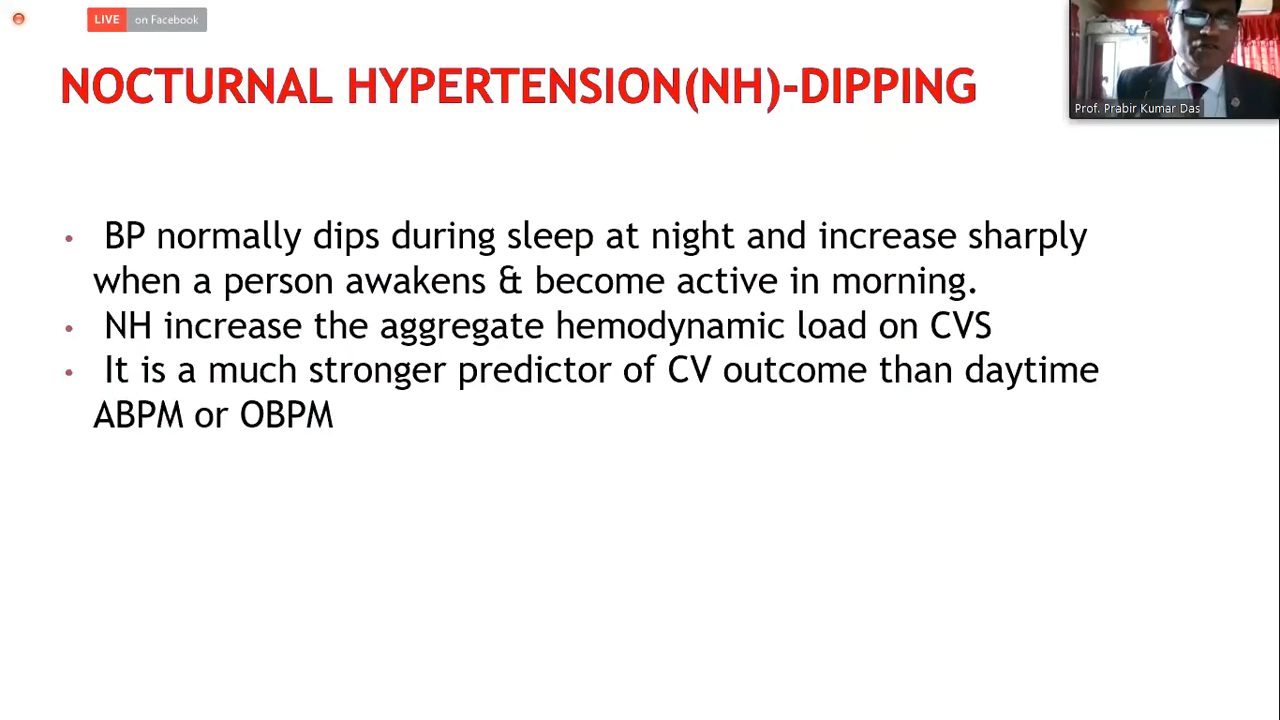 LIVE on Facebook
NOCTURNAL HYPERTENSION(NH)-DIPPING
Prof. Prabir Kumar Das
• BP normally dips during sleep at night and increase sharply
when a person awakens & become active in morning.
• NH increase the aggregate hemodynamic load on CVS
• It is a much stronger predictor of CV outcome than daytime
ABPM or OBPM